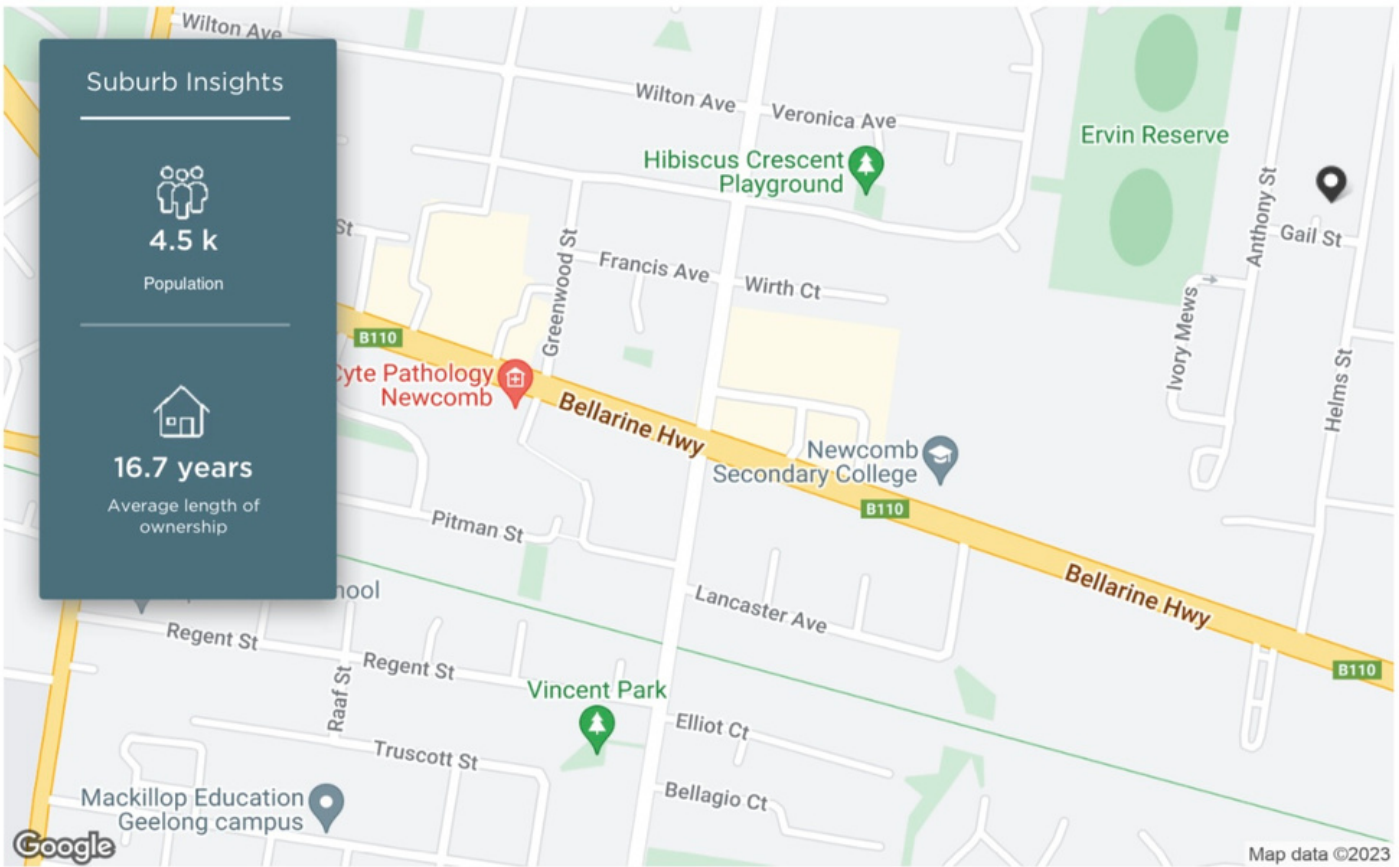 Wilton Ave
Suburb Insights
4.5 k
Population
16.7 years
Average length of
ownership
Wilton Ave
Veronica Ave
Ervin Reserve
Hibiscus Crescent
Playground
Anthony St
Gail St
St
Greenwood St
Francis Ave
Wirth Ct
Ivory Mews
Helms St
B110
Cyte Pathology
Newcomb
Bellarine Hwy
Newcomb
Secondary College
B110
Pitman St
Bellarine Hwy
Lancaster Ave
B110
Regent St
Regent St
Raaf St
Vincent Park
Elliot Ct
Truscott St
Bellagio Ct
Mackillop Education
Geelong campus
Google
Map data ©2023